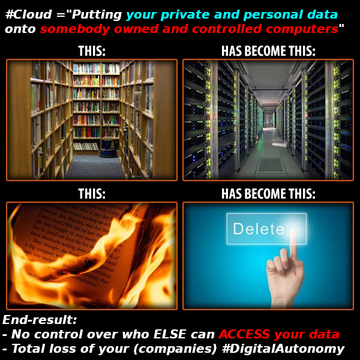 #Cloud ="Putting your private and personal data
onto somebody owned and controlled computers"
THIS: HAS BECOME THIS:
THIS: HAS BECOME THIS:
Delete
End-result:
- No control over who ELSE can ACCESS your data
- Total loss of your (companies) #DigitalAutonomy